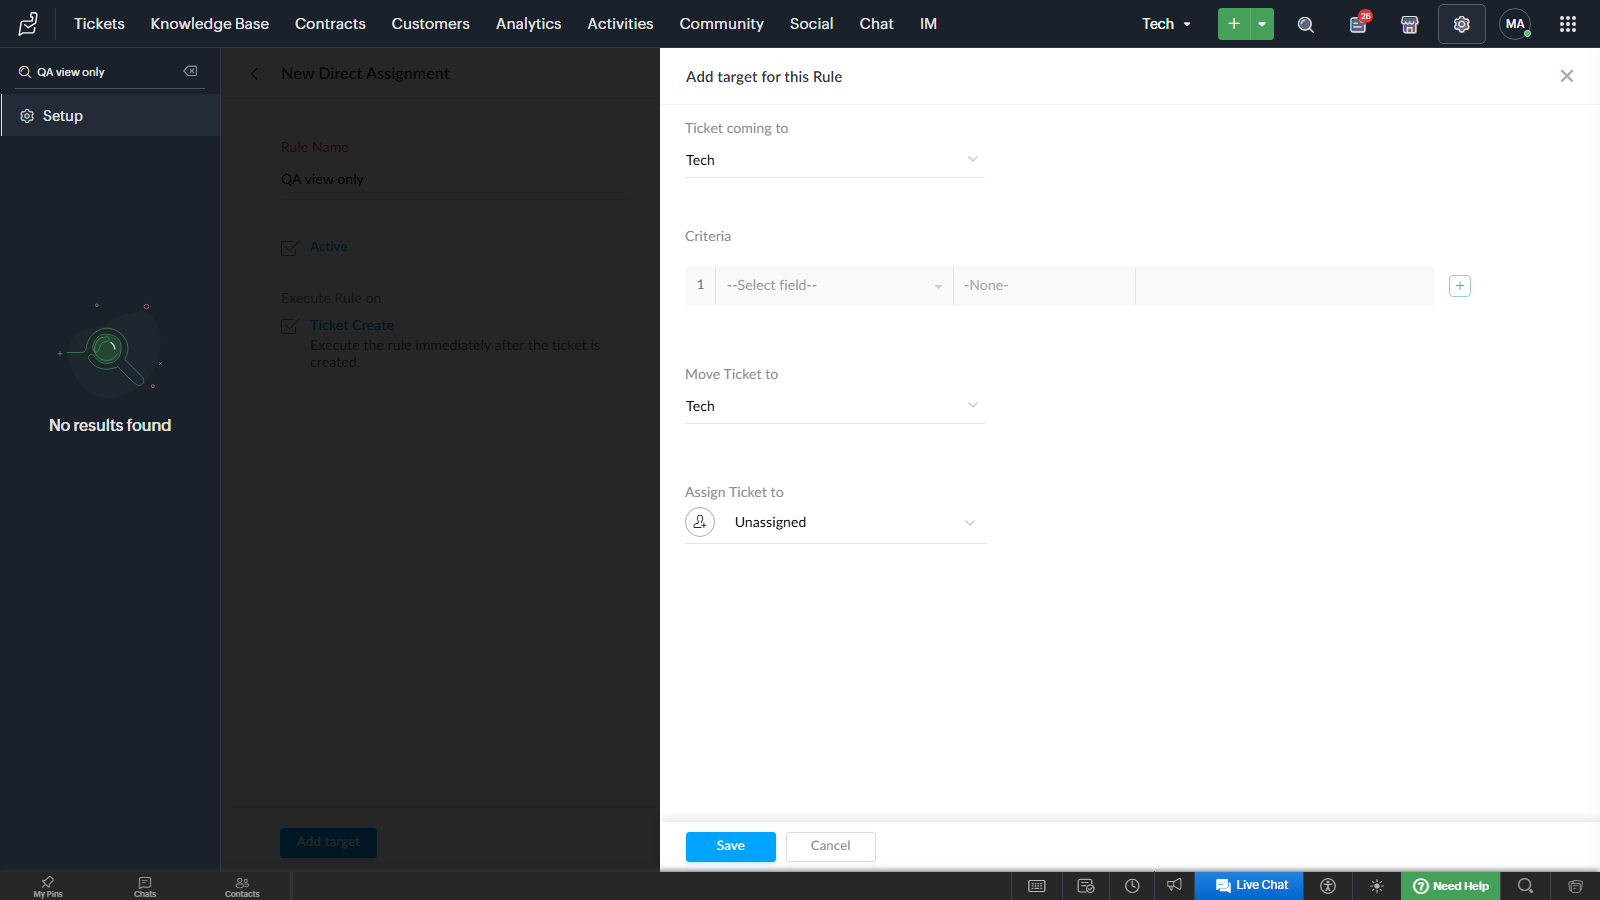 Tickets Knowledge Base Contracts Customers Analytics Activities Community Social Chat IM Tech 26 MA
QA view only
Setup
No results found
New Direct Assignment
Rule Name
QA view only
Active
Execute Rule on
Ticket Create
Execute the rule immediately after the ticket is
created.
Add target
Add target for this Rule
Ticket coming to
Tech
Criteria
1 --Select field-- -None-
Move Ticket to
Tech
Assign Ticket to
Unassigned
Save Cancel
My Pins Chats Contacts Live Chat Need Help